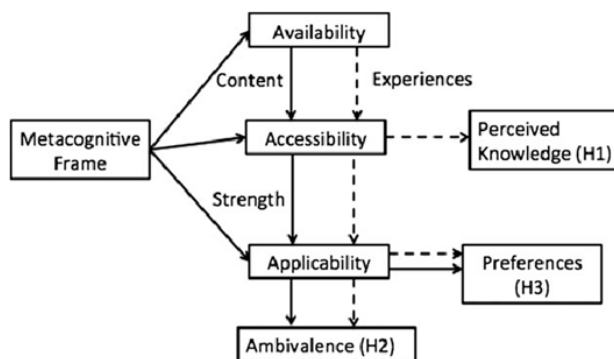 Availability
Content
Experiences
Metacognitive
Frame
Accessibility
Perceived
Knowledge (H1)
Strength
Applicability
Preferences
(H3)
Ambivalence (H2)